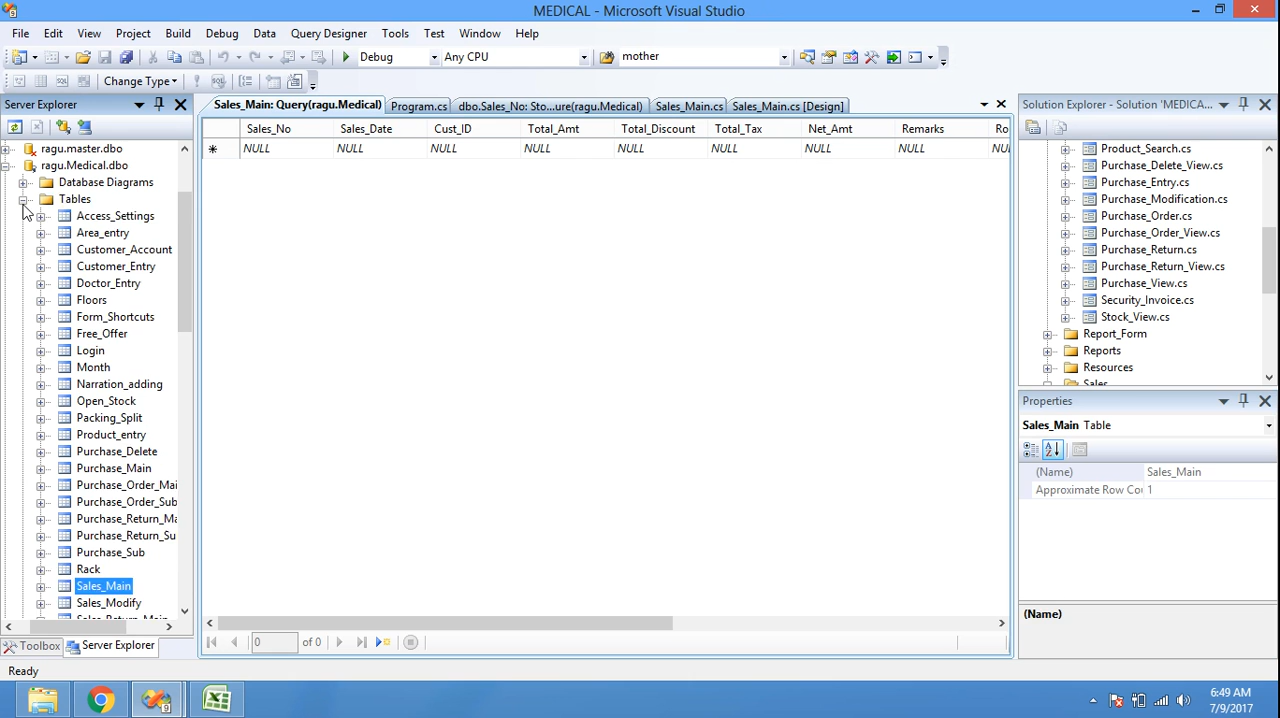 MEDICAL - Microsoft Visual Studio
File Edit View Project Build Debug Data Query Designer Tools Test Window Help
Debug Any CPU mother
Change Type
Server Explorer
ragu.master.dbo
ragu.Medical.dbo
Database Diagrams
Tables
Access_Settings
Area_entry
Customer_Account
Customer_Entry
Doctor_Entry
Floors
Form_Shortcuts
Free_Offer
Login
Month
Narration_adding
Open_Stock
Packing_Split
Product_entry
Purchase_Delete
Purchase_Main
Purchase_Order_Mai
Purchase_Order_Sub
Purchase_Return_Ma
Purchase_Return_Su
Purchase_Sub
Rack
Sales_Main
Sales_Modify
Sales_Return_Main
Toolbox Server Explorer
Sales_Main: Query(ragu.Medical) Program.cs dbo.Sales_No: Sto...ure(ragu.Medical) Sales_Main.cs Sales_Main.cs [Design]
Sales_No Sales_Date Cust_ID Total_Amt Total_Discount Total_Tax Net_Amt Remarks Ro
NULL NULL NULL NULL NULL NULL NULL NULL NUL
0 of 0
Solution Explorer - Solution 'MEDICA...
Product_Search.cs
Purchase_Delete_View.cs
Purchase_Entry.cs
Purchase_Modification.cs
Purchase_Order.cs
Purchase_Order_View.cs
Purchase_Return.cs
Purchase_Return_View.cs
Purchase_View.cs
Security_Invoice.cs
Stock_View.cs
Report_Form
Reports
Resources
Sales
Properties
Sales_Main Table
(Name) Sales_Main
Approximate Row Cou 1
(Name)
Ready
6:49 AM
7/9/2017